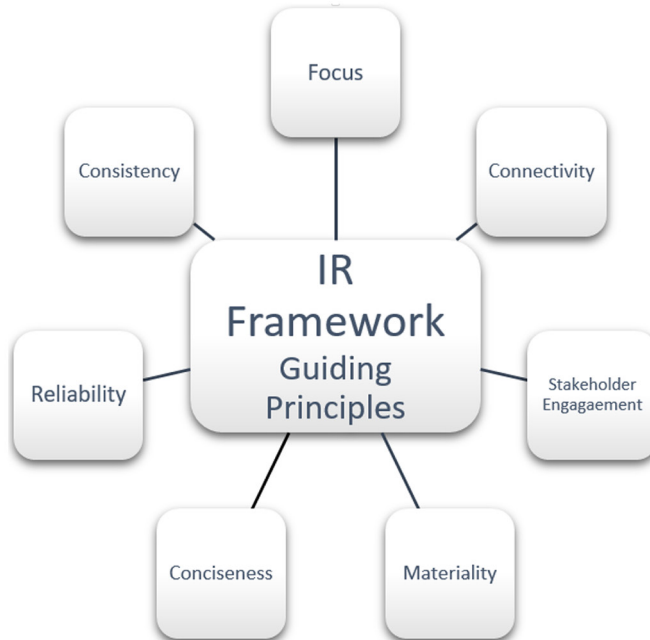 Focus
Consistency
Connectivity
IR
Framework
Guiding
Principles
Reliability
Stakeholder
Engagaement
Conciseness
Materiality